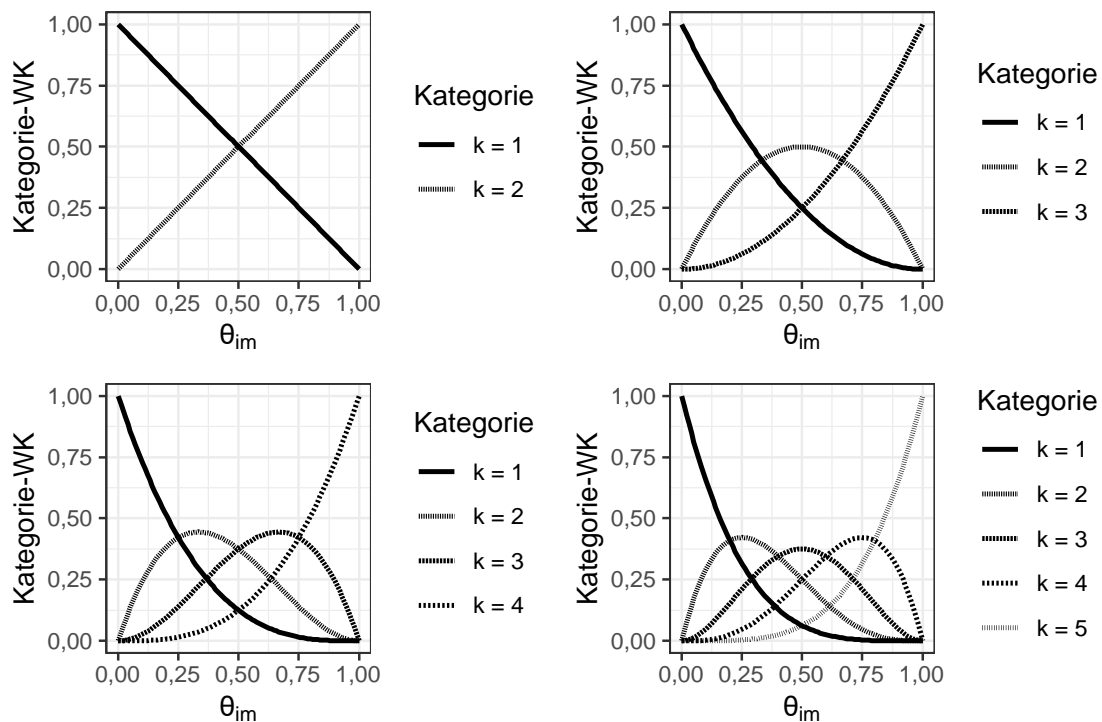 Kategorie-WK
1,00
0,75
0,50
0,25
0,00
0,00 0,25 0,50 0,75 1,00
θim
Kategorie
k = 1
k = 2
Kategorie-WK
1,00
0,75
0,50
0,25
0,00
0,00 0,25 0,50 0,75 1,00
θim
Kategorie
k = 1
k = 2
k = 3
Kategorie-WK
1,00
0,75
0,50
0,25
0,00
0,00 0,25 0,50 0,75 1,00
θim
Kategorie
k = 1
k = 2
k = 3
k = 4
Kategorie-WK
1,00
0,75
0,50
0,25
0,00
0,00 0,25 0,50 0,75 1,00
θim
Kategorie
k = 1
k = 2
k = 3
k = 4
k = 5